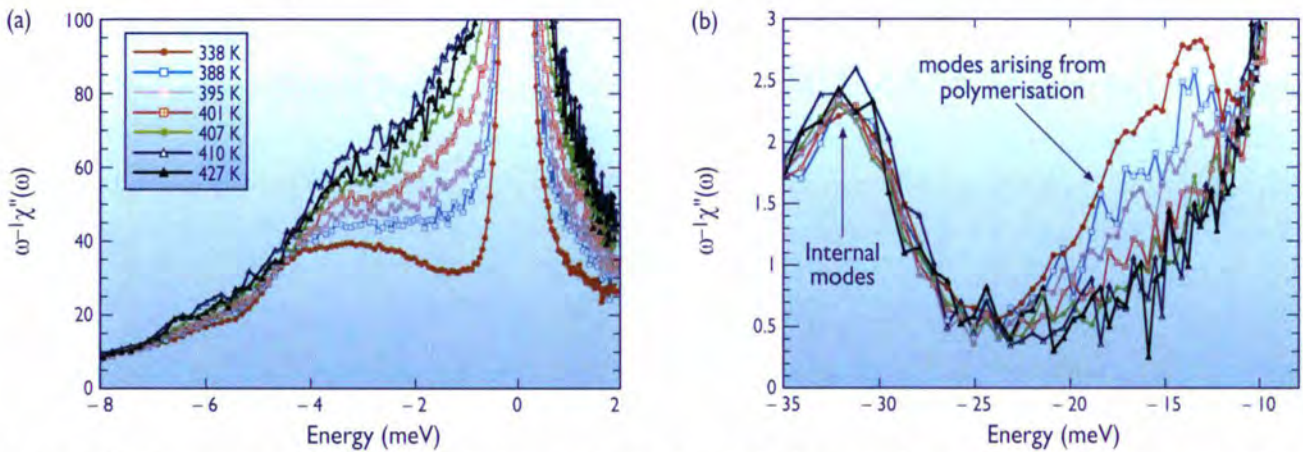 (a)
100
80
60
40
20
0
ω⁻¹χ"(ω)
338 K
388 K
395 K
401 K
407 K
410 K
427 K
−8
−6
−4
−2
0
2
Energy (meV)
(b)
3
2.5
2
1.5
1
0.5
0
ω⁻¹χ"(ω)
modes arising from
polymerisation
Internal
modes
−35
−30
−25
−20
−15
−10
Energy (meV)